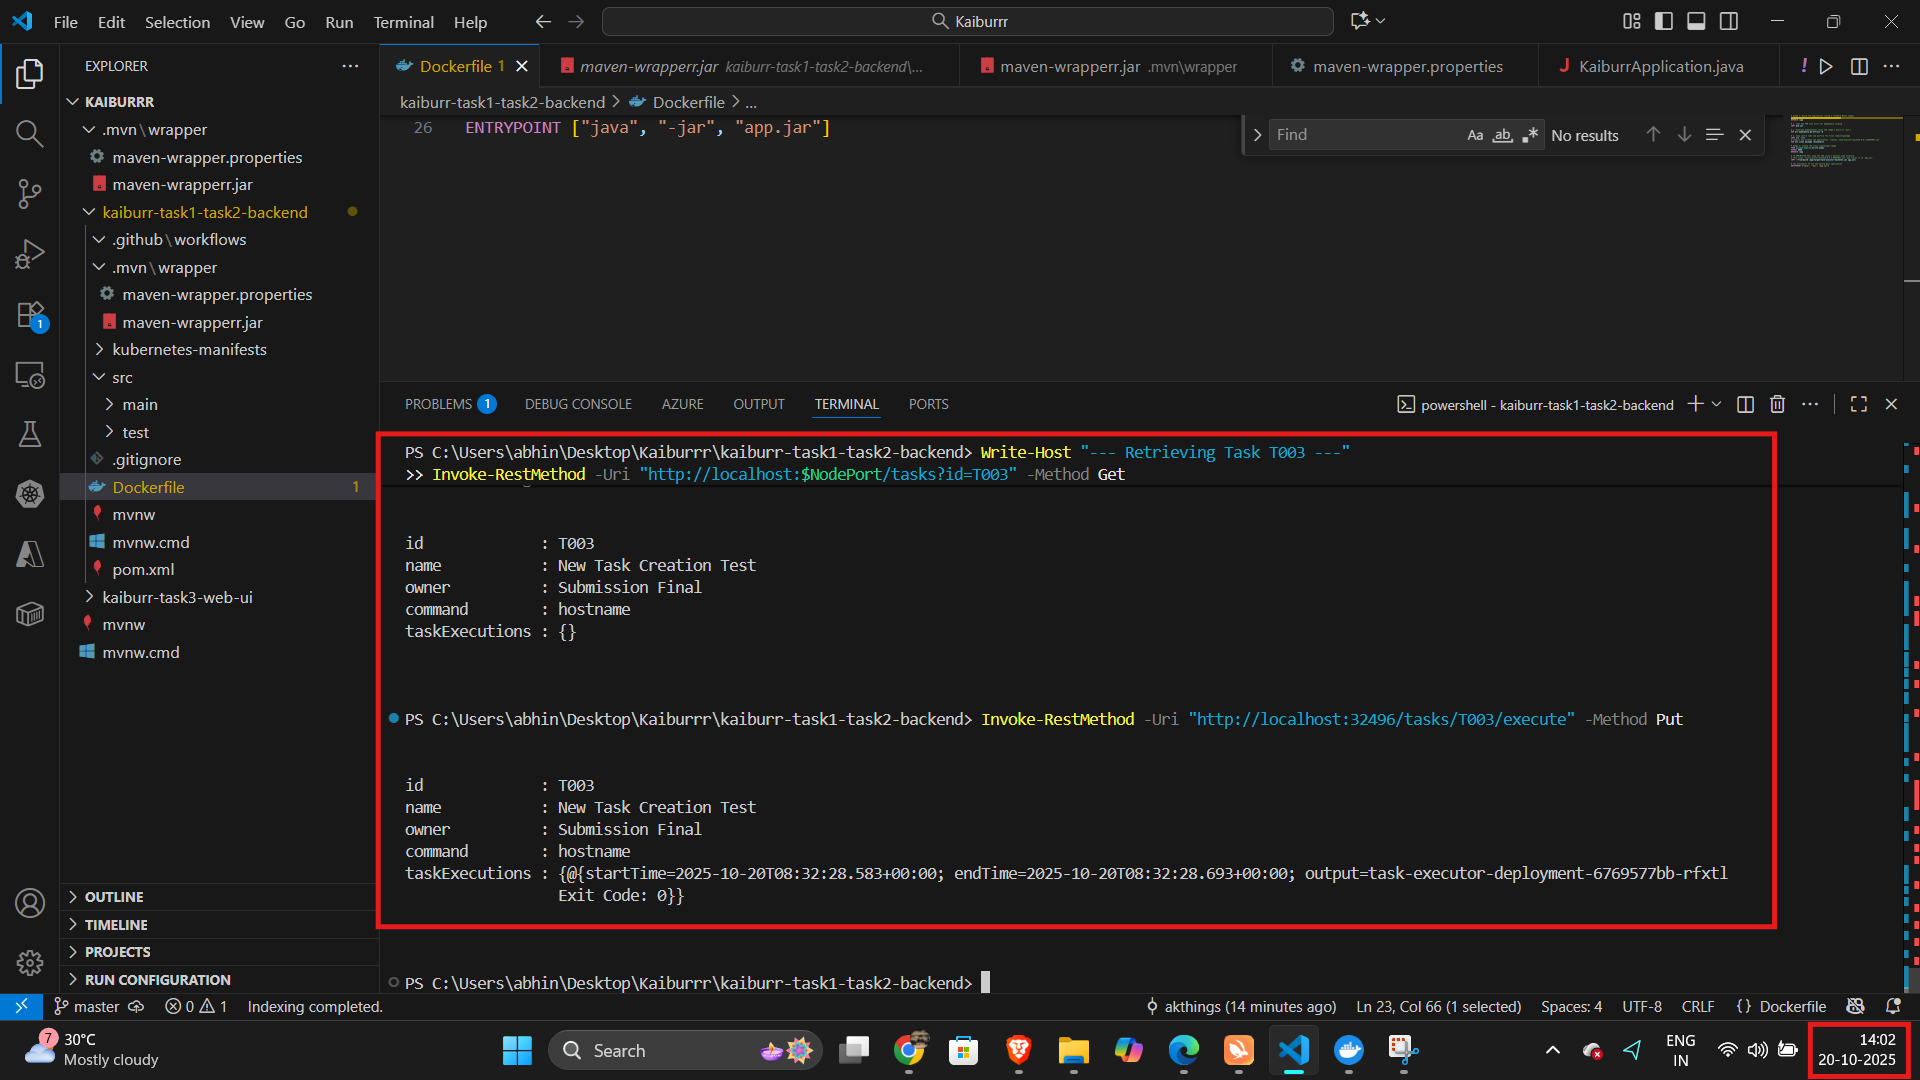 File Edit Selection View Go Run Terminal Help
Kaiburrr
EXPLORER
Dockerfile 1
maven-wrapperr.jar kaiburr-task1-task2-backend\...
maven-wrapperr.jar .mvn\wrapper
maven-wrapper.properties
KaiburrApplication.java
!
KAIBURRR
.mvn\wrapper
maven-wrapper.properties
maven-wrapperr.jar
kaiburr-task1-task2-backend
.github\workflows
.mvn\wrapper
maven-wrapper.properties
maven-wrapperr.jar
kubernetes-manifests
src
main
test
.gitignore
Dockerfile 1
mvnw
mvnw.cmd
pom.xml
kaiburr-task3-web-ui
mvnw
mvnw.cmd
OUTLINE
TIMELINE
PROJECTS
RUN CONFIGURATION
1
kaiburr-task1-task2-backend > Dockerfile > ...
26 ENTRYPOINT ["java", "-jar", "app.jar"]
Find Aa ab No results
PROBLEMS 1 DEBUG CONSOLE AZURE OUTPUT TERMINAL PORTS
powershell - kaiburr-task1-task2-backend
PS C:\Users\abhin\Desktop\Kaiburrr\kaiburr-task1-task2-backend> Write-Host "--- Retrieving Task T003 ---"
>> Invoke-RestMethod -Uri "http://localhost:$NodePort/tasks?id=T003" -Method Get
id : T003
name : New Task Creation Test
owner : Submission Final
command : hostname
taskExecutions : {}
PS C:\Users\abhin\Desktop\Kaiburrr\kaiburr-task1-task2-backend> Invoke-RestMethod -Uri "http://localhost:32496/tasks/T003/execute" -Method Put
id : T003
name : New Task Creation Test
owner : Submission Final
command : hostname
taskExecutions : {@{startTime=2025-10-20T08:32:28.583+00:00; endTime=2025-10-20T08:32:28.693+00:00; output=task-executor-deployment-6769577bb-rfxtl
Exit Code: 0}}
PS C:\Users\abhin\Desktop\Kaiburrr\kaiburr-task1-task2-backend>
master 0 1 Indexing completed.
akthings (14 minutes ago) Ln 23, Col 66 (1 selected) Spaces: 4 UTF-8 CRLF {} Dockerfile
7
30°C
Mostly cloudy
Search
ENG
IN
14:02
20-10-2025